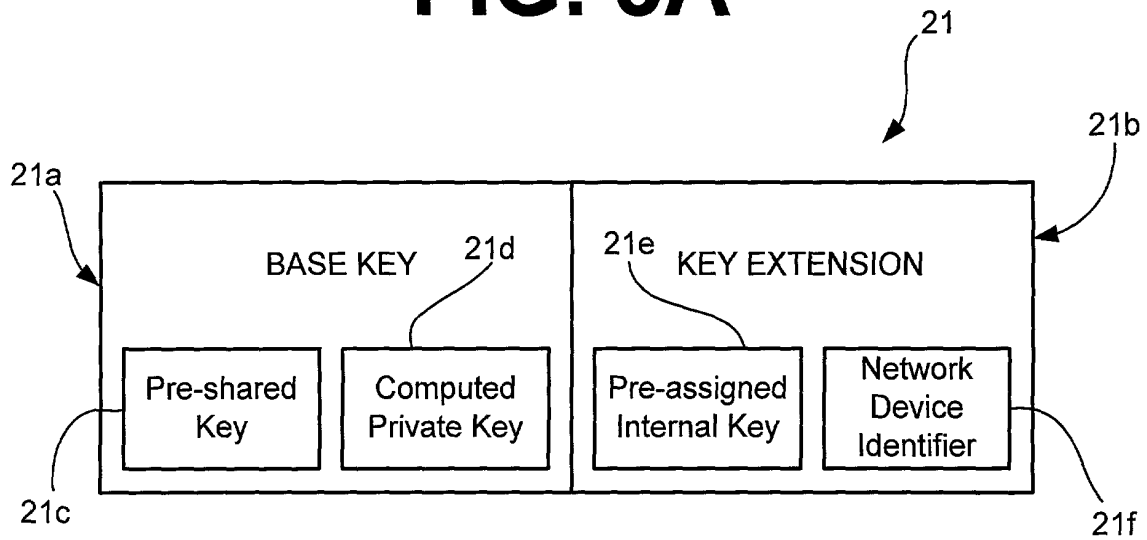 FIG.
21
21b
21a
21d
21e
BASE KEY
KEY EXTENSION
Pre-shared
Key
Computed
Private Key
Pre-assigned
Internal Key
Network
Device
Identifier
21c
21f